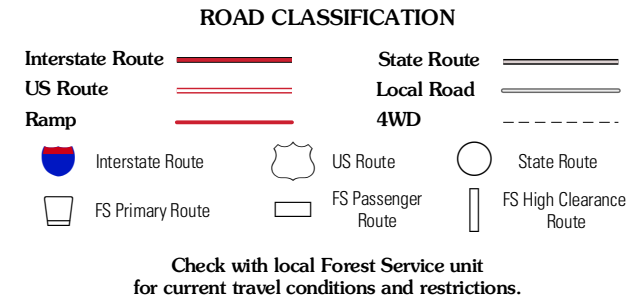 ROAD CLASSIFICATION
Interstate Route
State Route
US Route
Local Road
Ramp
4WD
Interstate Route
US Route
State Route
FS Primary Route
FS Passenger
Route
FS High Clearance
Route
Check with local Forest Service unit
for current travel conditions and restrictions.